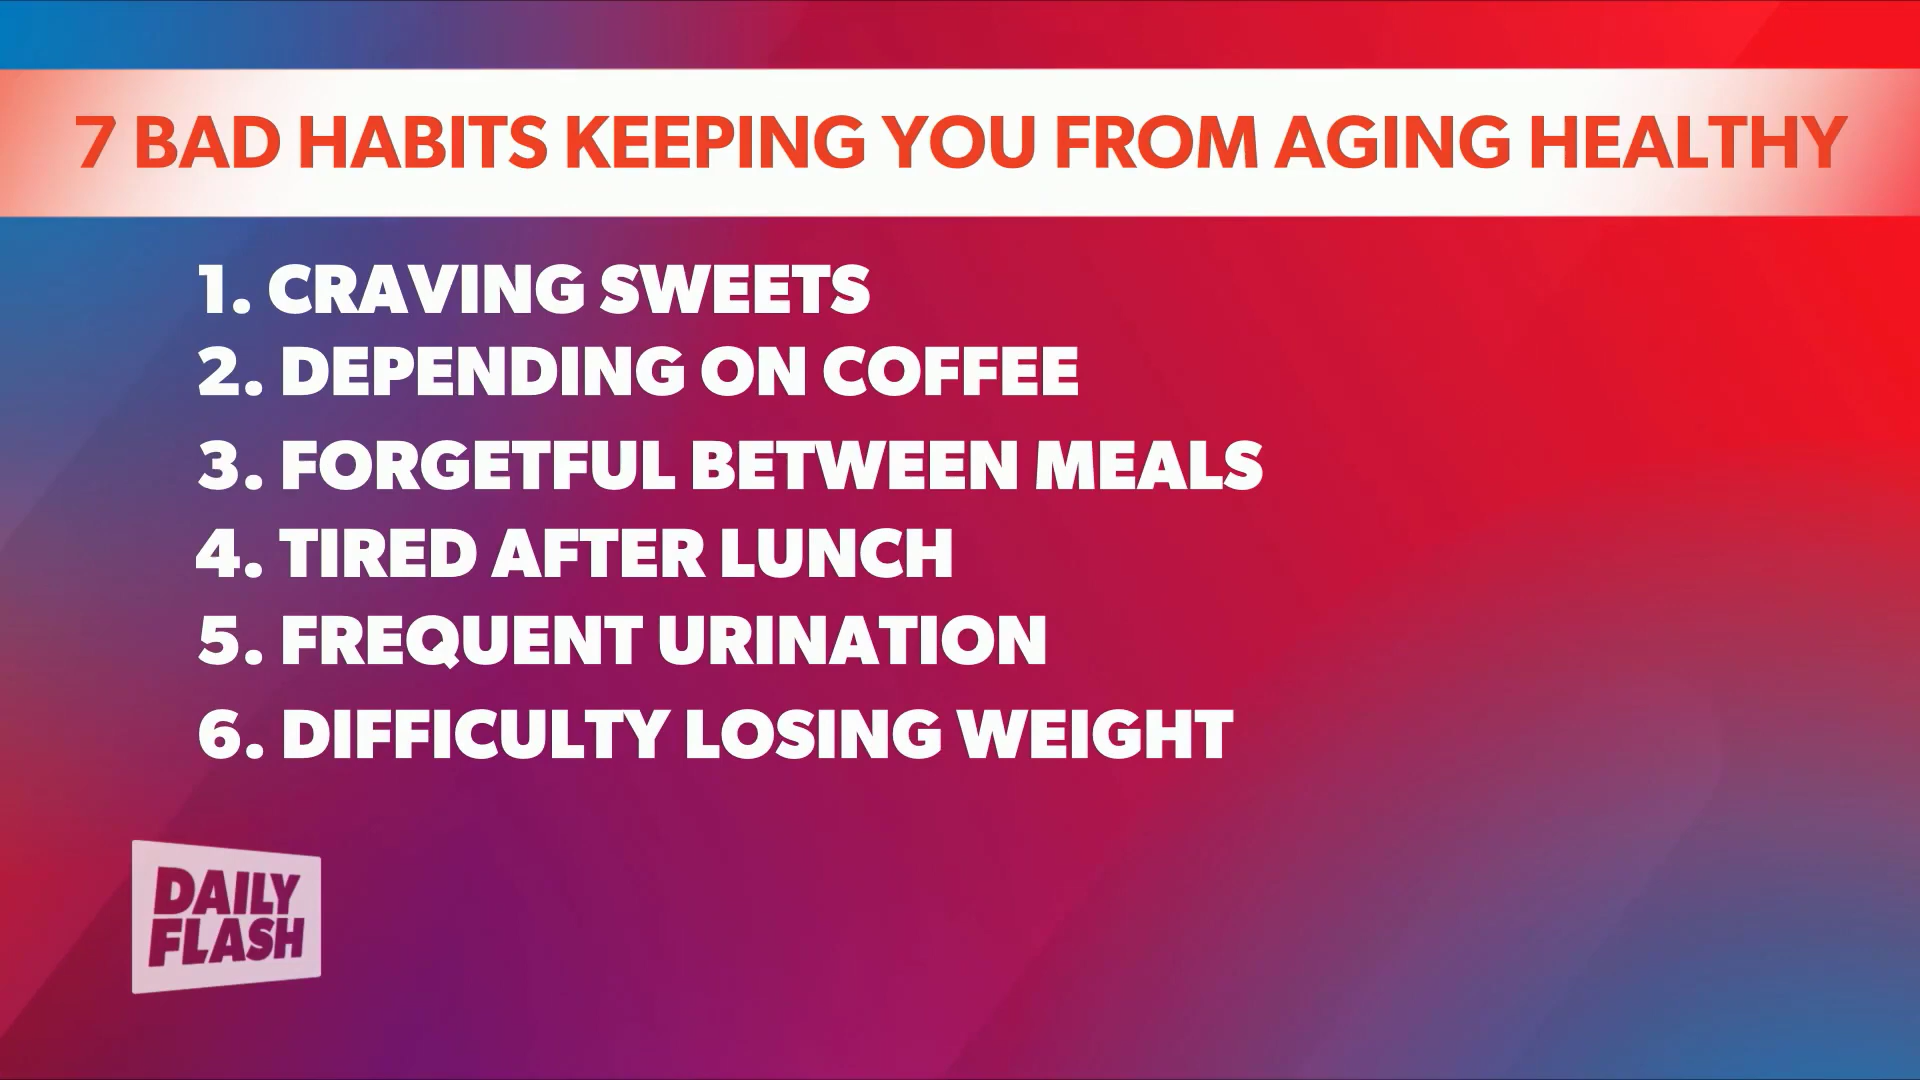 7 BAD HABITS KEEPING YOU FROM AGING HEALTHY
1. CRAVING SWEETS
2. DEPENDING ON COFFEE
3. FORGETFUL BETWEEN MEALS
4. TIRED AFTER LUNCH
5. FREQUENT URINATION
6. DIFFICULTY LOSING WEIGHT
DAILY
FLASH